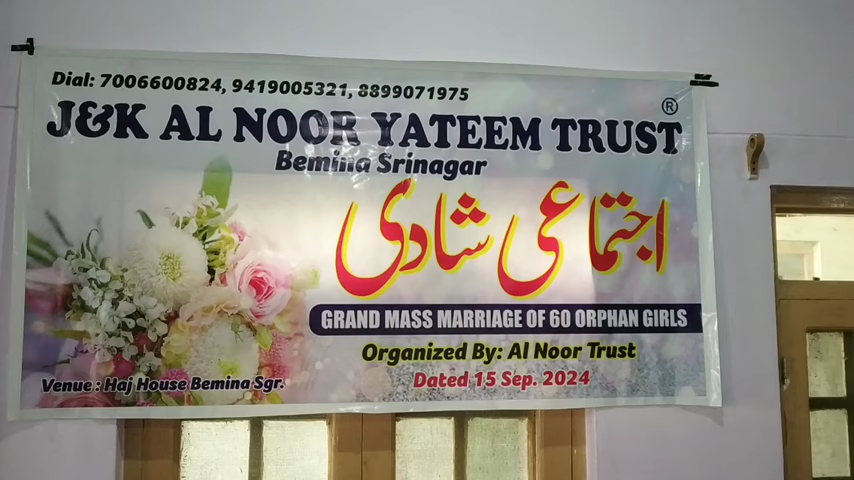 Dial: 7006600824, 9419005321, 8899071975
®
J&K AL NOOR YATEEM TRUST
Bemina Srinagar
اجتماعی شادی
GRAND MASS MARRIAGE OF 60 ORPHAN GIRLS
Organized By: Al Noor Trust
Venue : Haj House Bemina Sgr.
Dated 15 Sep. 2024